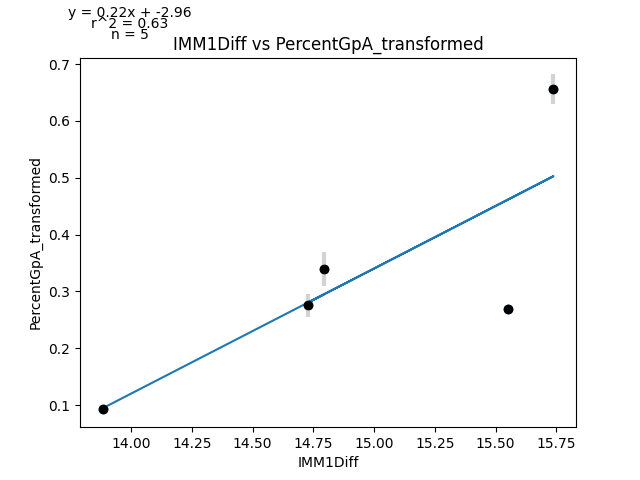 y = 0.22x + -2.96
r^2 = 0.63
n = 5
IMM1Diff vs PercentGpA_transformed
0.7
0.6
0.5
0.4
0.3
0.2
0.1
PercentGpA_transformed
14.00 14.25 14.50 14.75 15.00 15.25 15.50 15.75
IMM1Diff